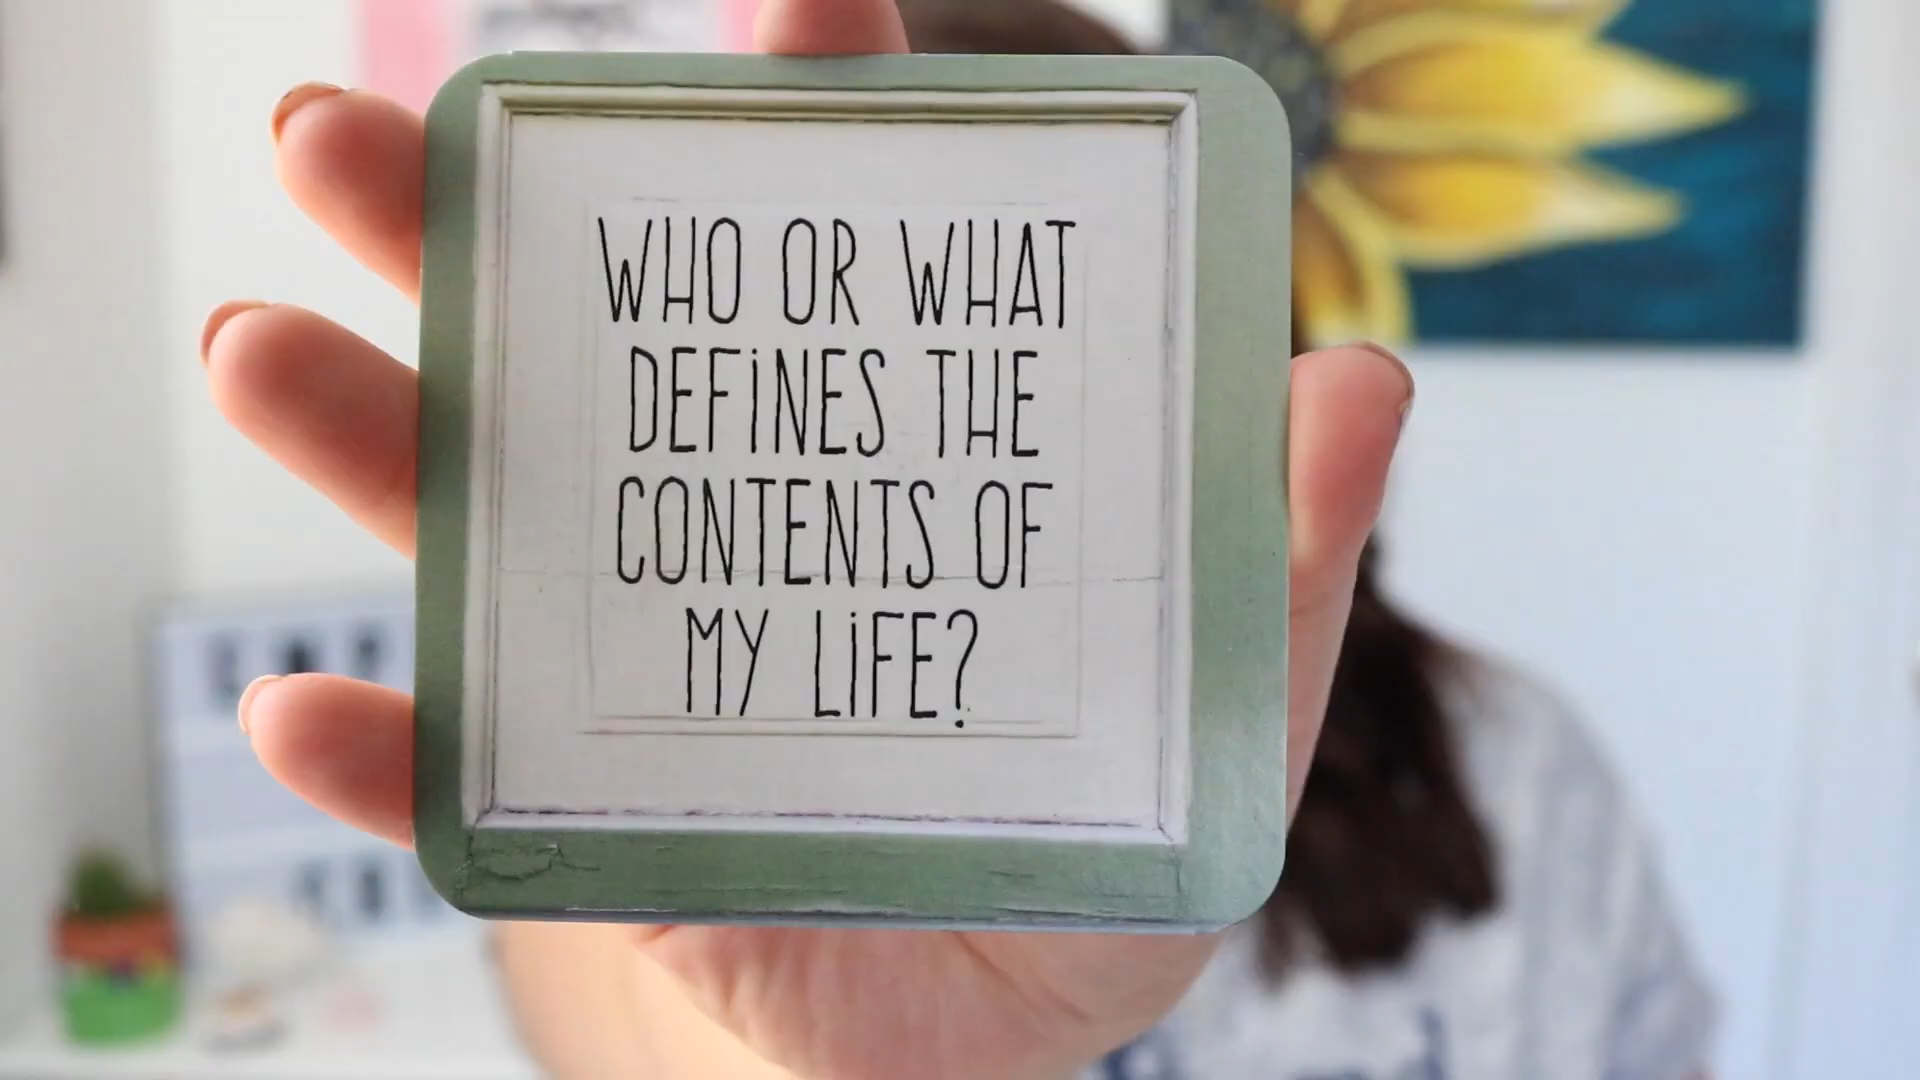 WHO OR WHAT
DEFINES THE
CONTENTS OF
MY LIFE?